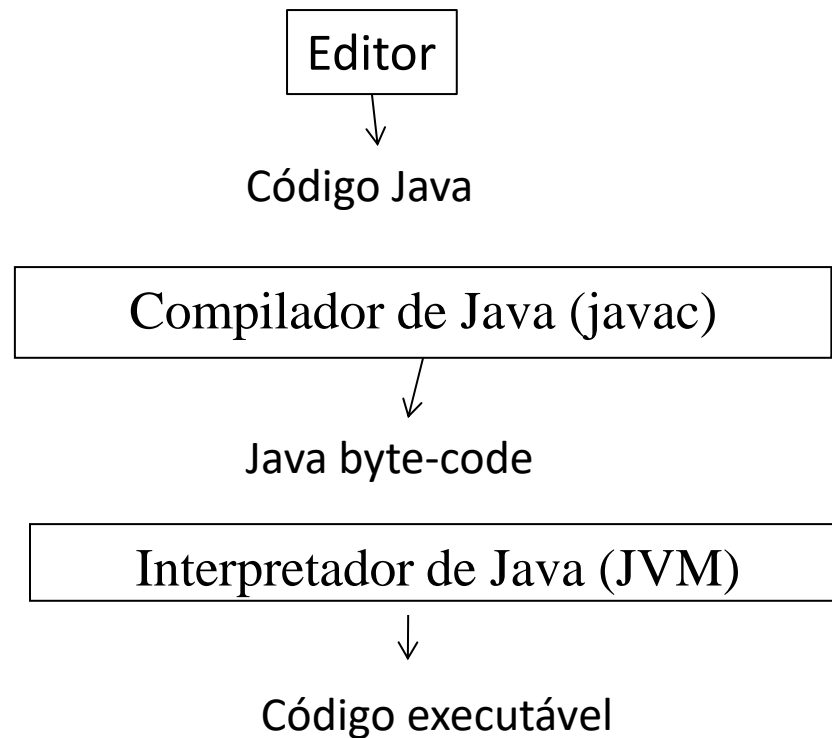 Editor
Código Java
Compilador de Java (javac)
Java byte-code
Interpretador de Java (JVM)
Código executável